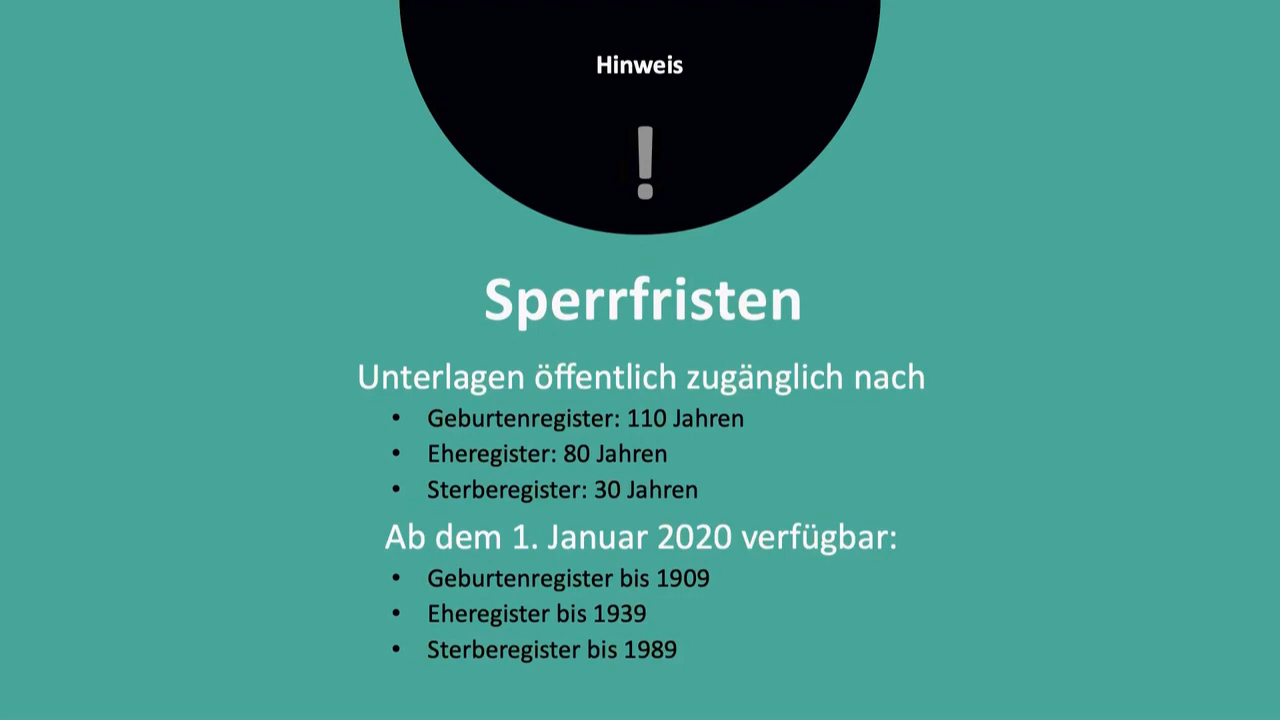 Hinweis
!
Sperrfristen
Unterlagen öffentlich zugänglich nach
• Geburtenregister: 110 Jahren
• Eheregister: 80 Jahren
• Sterberegister: 30 Jahren
Ab dem 1. Januar 2020 verfügbar:
• Geburtenregister bis 1909
• Eheregister bis 1939
• Sterberegister bis 1989